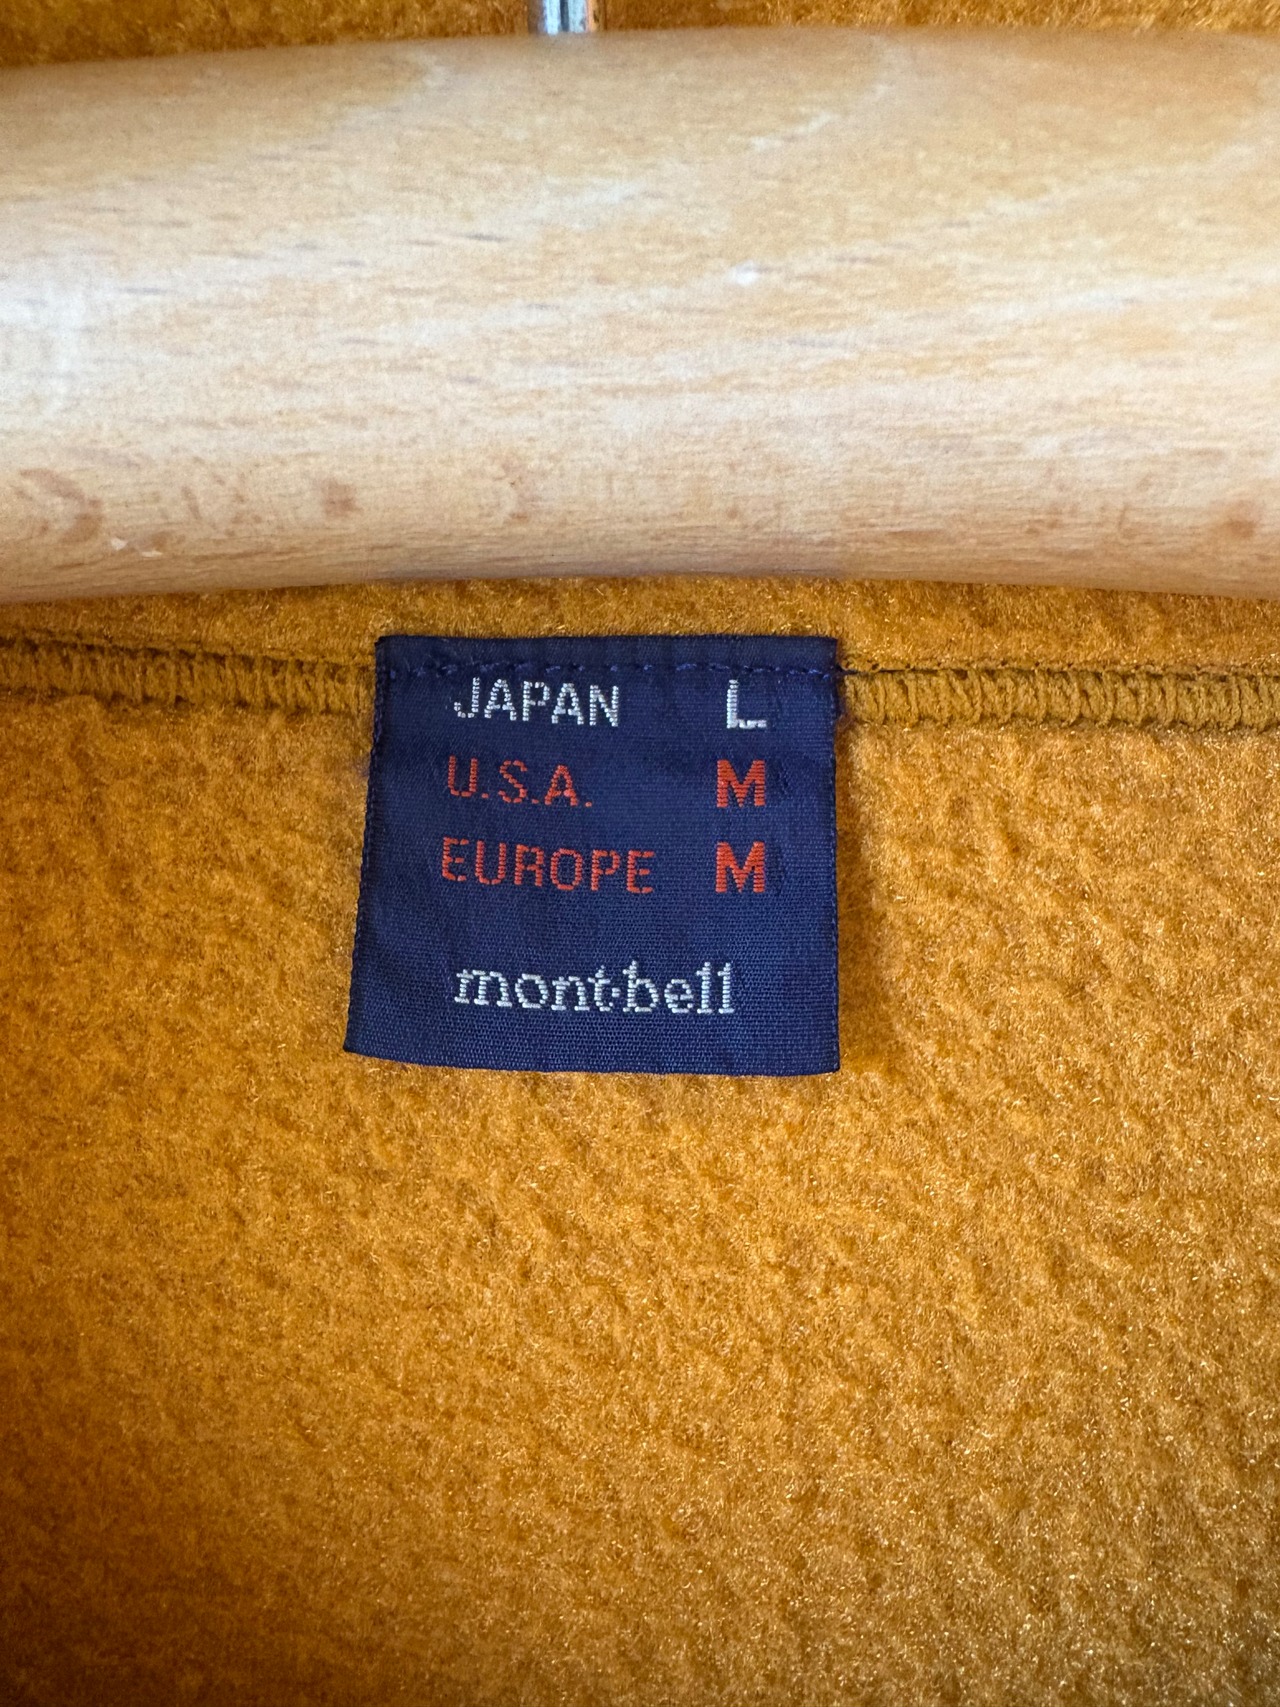 JAPAN L
U.S.A. M
EUROPE M
mont·bell